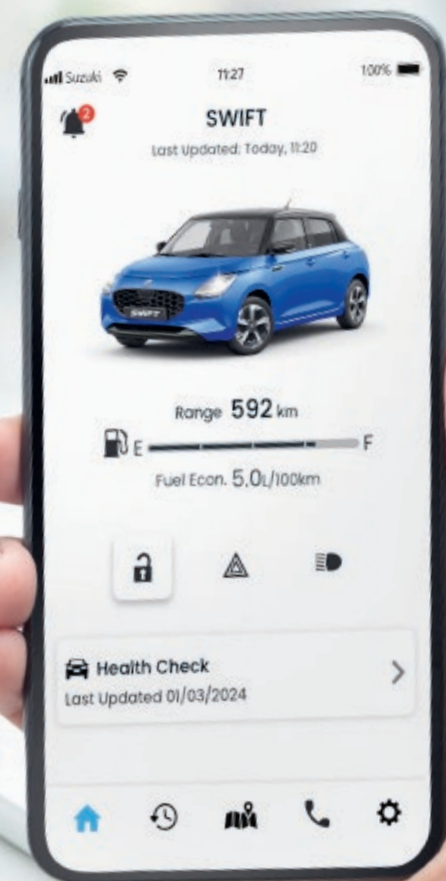 Suzuki 11:27 100%
2
SWIFT
Last Updated: Today, 11:20
SWIFT
Range 592 km
E F
Fuel Econ. 5.0L/100km
Health Check
Last Updated 01/03/2024